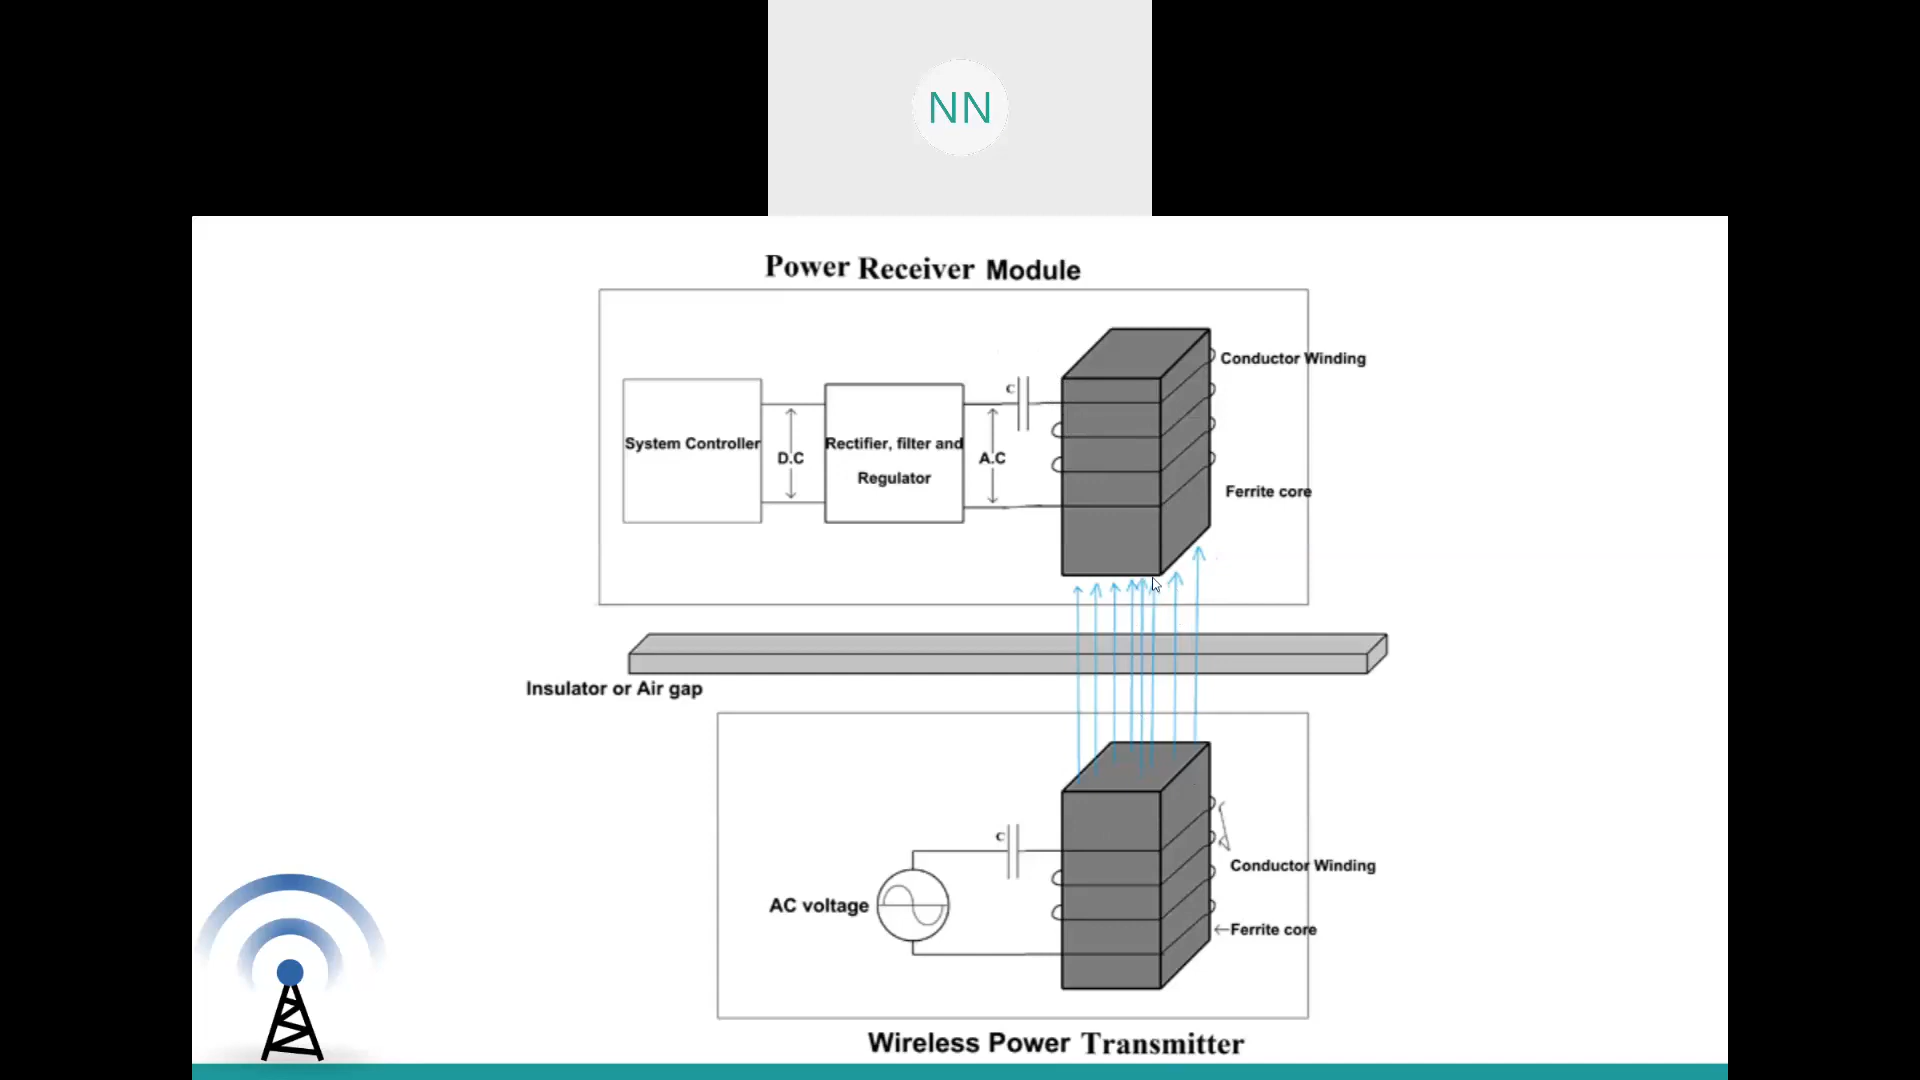 NN
Power Receiver Module
Conductor Winding
C
System Controller
D.C
Rectifier, filter and
Regulator
A.C
Ferrite core
Insulator or Air gap
C
Conductor Winding
AC voltage
Ferrite core
Wireless Power Transmitter